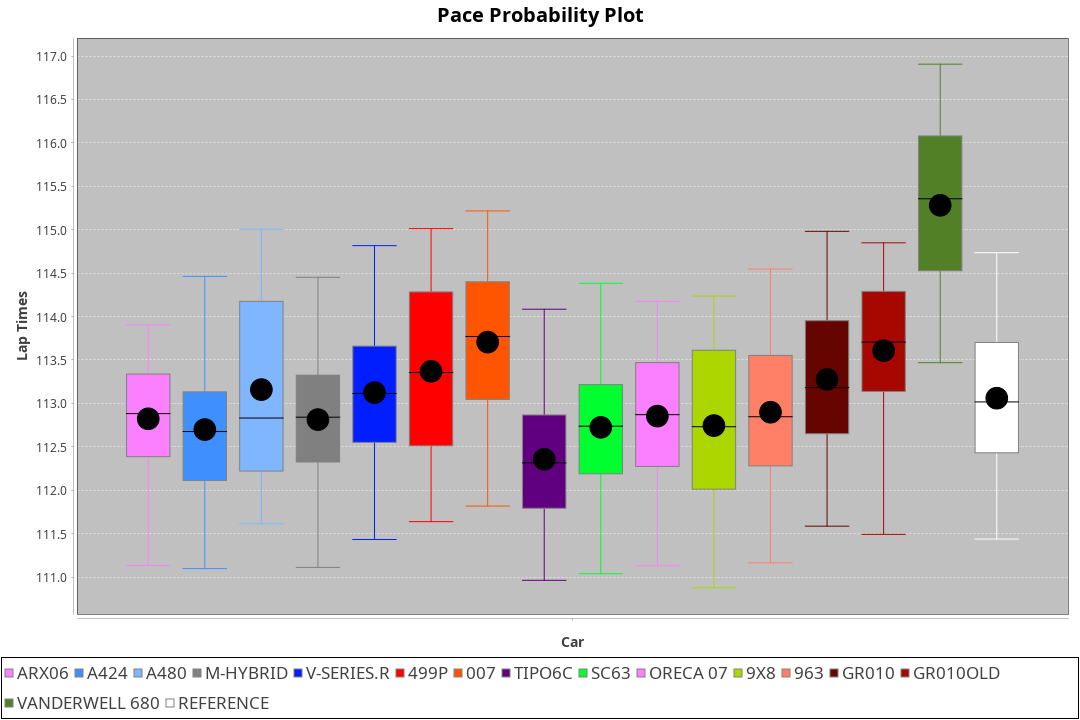 Pace Probability Plot
117.0
116.5
116.0
115.5
115.0
114.5
114.0
113.5
113.0
112.5
112.0
111.5
111.0
Lap Times
Car
ARX06 A424 A480 M-HYBRID V-SERIES.R 499P 007 TIPO6C SC63 ORECA 07 9X8 963 GR010 GR010OLD
VANDERWELL 680 REFERENCE